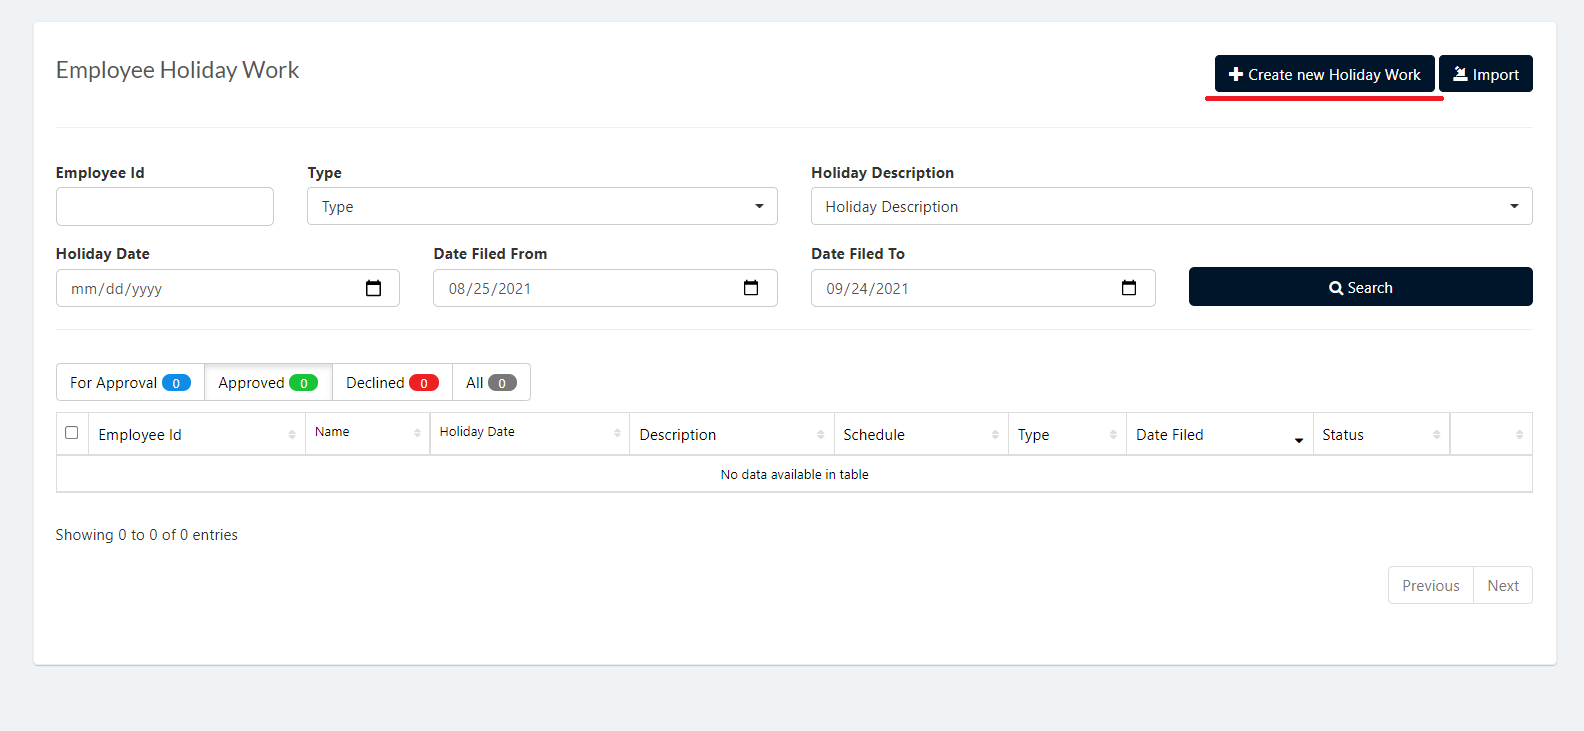 Employee Holiday Work
Create new Holiday Work
Import
Employee Id
Type
Holiday Description
Type
Holiday Description
Holiday Date
Date Filed From
Date Filed To
mm/dd/yyyy
08/25/2021
09/24/2021
Search
For Approval 0
Approved 0
Declined 0
All 0
Employee Id
Name
Holiday Date
Description
Schedule
Type
Date Filed
Status
No data available in table
Showing 0 to 0 of 0 entries
Previous
Next